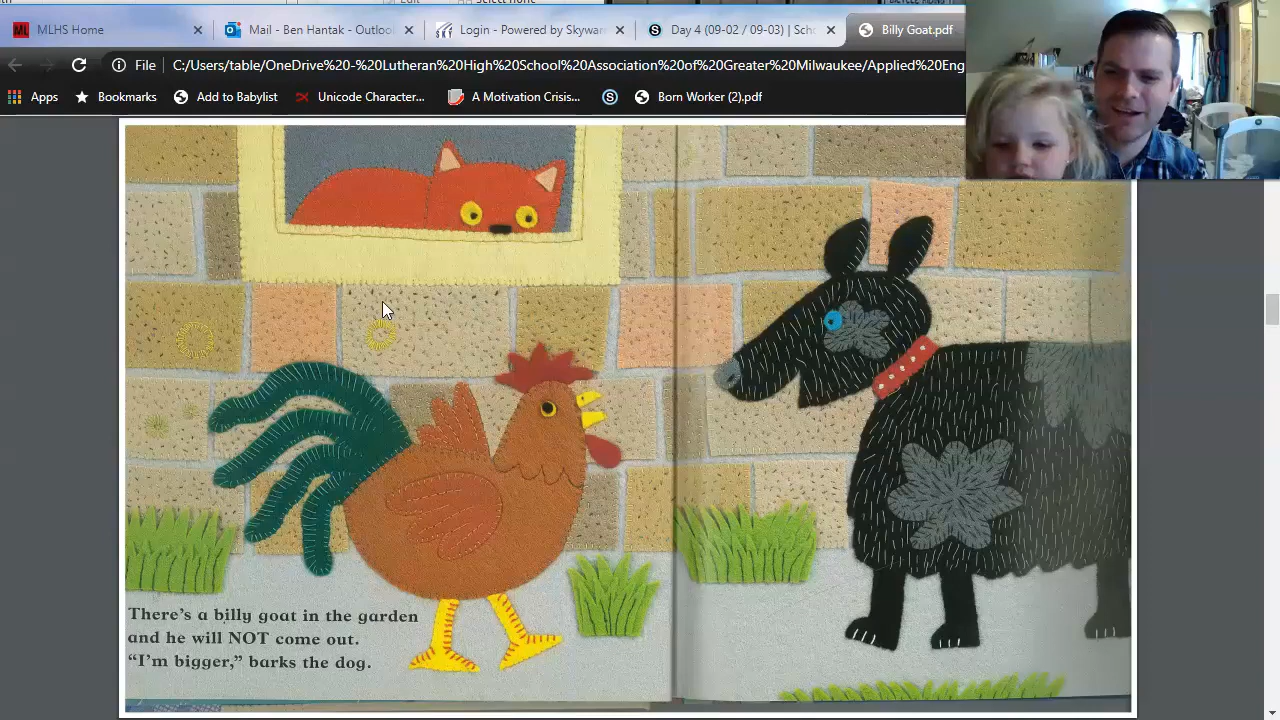 MLHS Home
Mail - Ben Hantak - Outlool
Login - Powered by Skywar
Day 4 (09-02 / 09-03) | Sch
Billy Goat.pdf
File C:/Users/table/OneDrive%20-%20Lutheran%20High%20School%20Association%20of%20Greater%20Milwaukee/Applied%20Eng
Apps Bookmarks Add to Babylist Unicode Character... A Motivation Crisis... Born Worker (2).pdf
There's a billy goat in the garden
and he will NOT come out.
"I'm bigger," barks the dog.